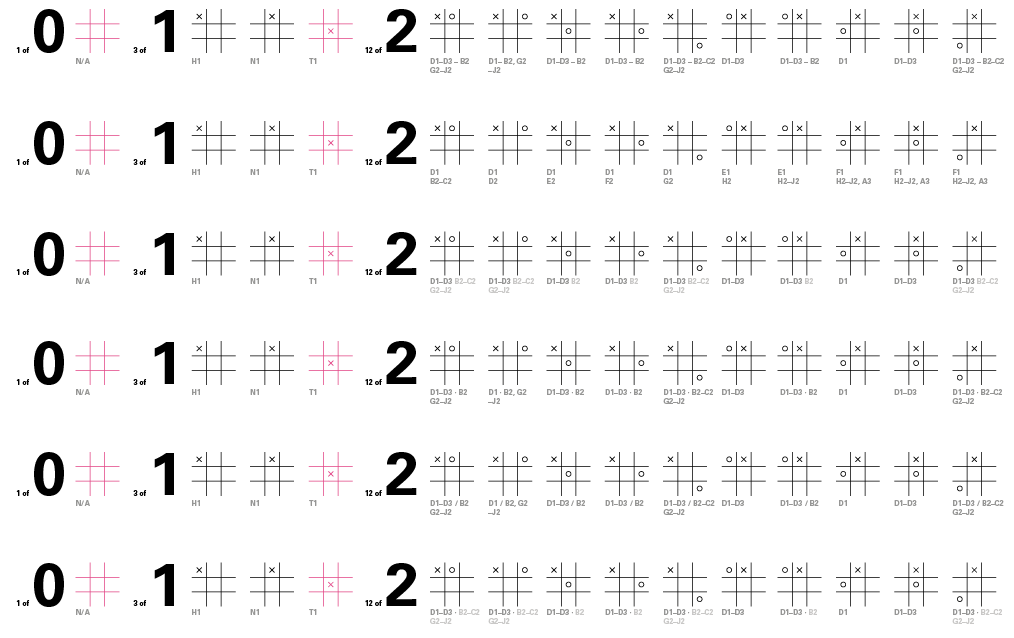 1 of 0 3 of 1 12 of 2
N/A H1 N1 T1 D1–D3 – B2 D1– B2, G2 D1–D3 – B2 D1–D3 – B2 D1–D3 – B2–C2 D1–D3 D1–D3 – B2 D1 D1–D3 D1–D3 – B2–C2
G2–J2 –J2 G2–J2 G2–J2
1 of 0 3 of 1 12 of 2
N/A H1 N1 T1 D1 D1 D1 D1 D1 E1 E1 F1 F1 F1
B2–C2 D2 E2 F2 G2 H2 H2–J2 H2–J2, A3 H2–J2, A3 H2–J2, A3
1 of 0 3 of 1 12 of 2
N/A H1 N1 T1 D1–D3 B2–C2 D1–D3 B2–C2 D1–D3 B2 D1–D3 B2 D1–D3 B2–C2 D1–D3 D1–D3 B2 D1 D1–D3 D1–D3 B2–C2
G2–J2 G2–J2 G2–J2 G2–J2
1 of 0 3 of 1 12 of 2
N/A H1 N1 T1 D1–D3 · B2 D1 · B2, G2 D1–D3 · B2 D1–D3 · B2 D1–D3 · B2–C2 D1–D3 D1–D3 · B2 D1 D1–D3 D1–D3 · B2–C2
G2–J2 –J2 G2–J2 G2–J2
1 of 0 3 of 1 12 of 2
N/A H1 N1 T1 D1–D3 / B2 D1 / B2, G2 D1–D3 / B2 D1–D3 / B2 D1–D3 / B2–C2 D1–D3 D1–D3 / B2 D1 D1–D3 D1–D3 / B2–C2
G2–J2 –J2 G2–J2 G2–J2
1 of 0 3 of 1 12 of 2
N/A H1 N1 T1 D1–D3 · B2–C2 D1–D3 · B2–C2 D1–D3 · B2 D1–D3 · B2 D1–D3 · B2–C2 D1–D3 D1–D3 · B2 D1 D1–D3 D1–D3 · B2–C2
G2–J2 G2–J2 G2–J2 G2–J2